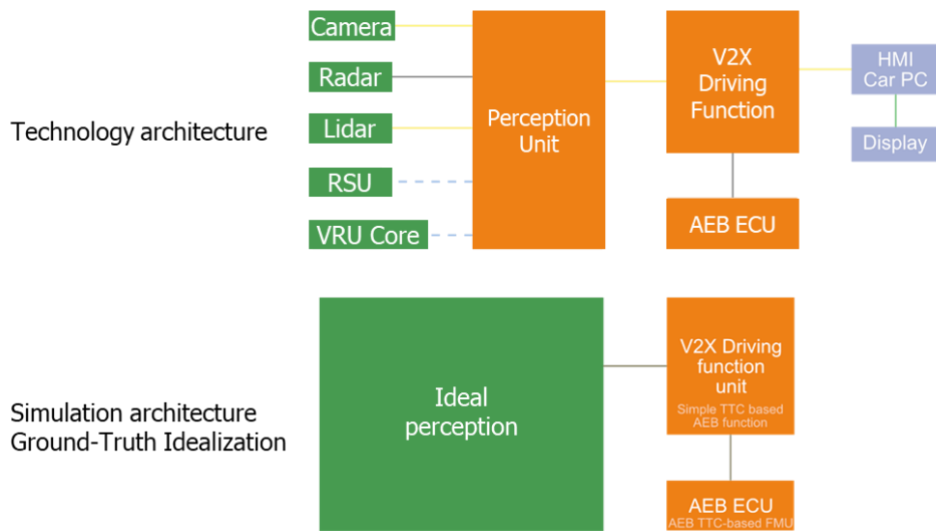 Technology architecture
Camera
Radar
Lidar
RSU
VRU Core
Perception
Unit
V2X
Driving
Function
AEB ECU
HMI
Car PC
Display
Simulation architecture
Ground-Truth Idealization
Ideal
perception
V2X Driving
function
unit
Simple TTC based
AEB function
AEB ECU
AEB TTC-based FMU